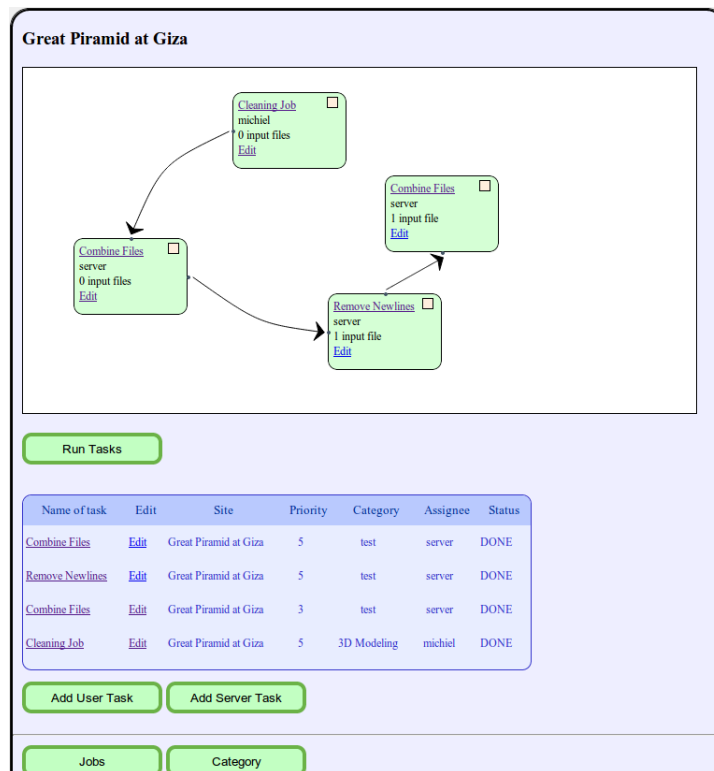 Great Piramid at Giza
Cleaning Job
michiel
0 input files
Edit
Combine Files
server
1 input file
Edit
Combine Files
server
0 input files
Edit
Remove Newlines
server
1 input file
Edit
Run Tasks
Name of task Edit Site Priority Category Assignee Status
Combine Files Edit Great Piramid at Giza 5 test server DONE
Remove Newlines Edit Great Piramid at Giza 5 test server DONE
Combine Files Edit Great Piramid at Giza 3 test server DONE
Cleaning Job Edit Great Piramid at Giza 5 3D Modeling michiel DONE
Add User Task Add Server Task
Jobs Category